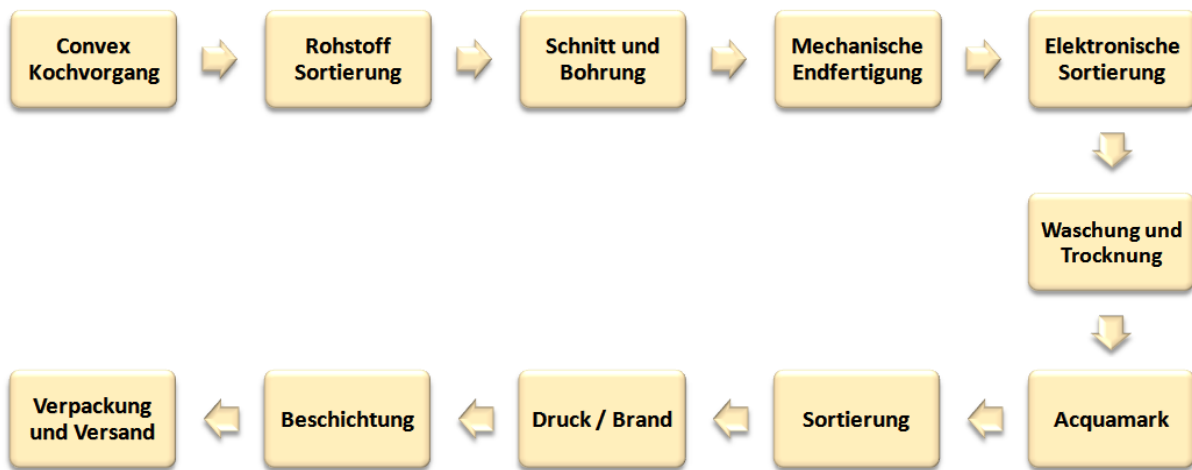 Convex
Kochvorgang
Rohstoff
Sortierung
Schnitt und
Bohrung
Mechanische
Endfertigung
Elektronische
Sortierung
Waschung und
Trocknung
Acquamark
Sortierung
Druck / Brand
Beschichtung
Verpackung
und Versand